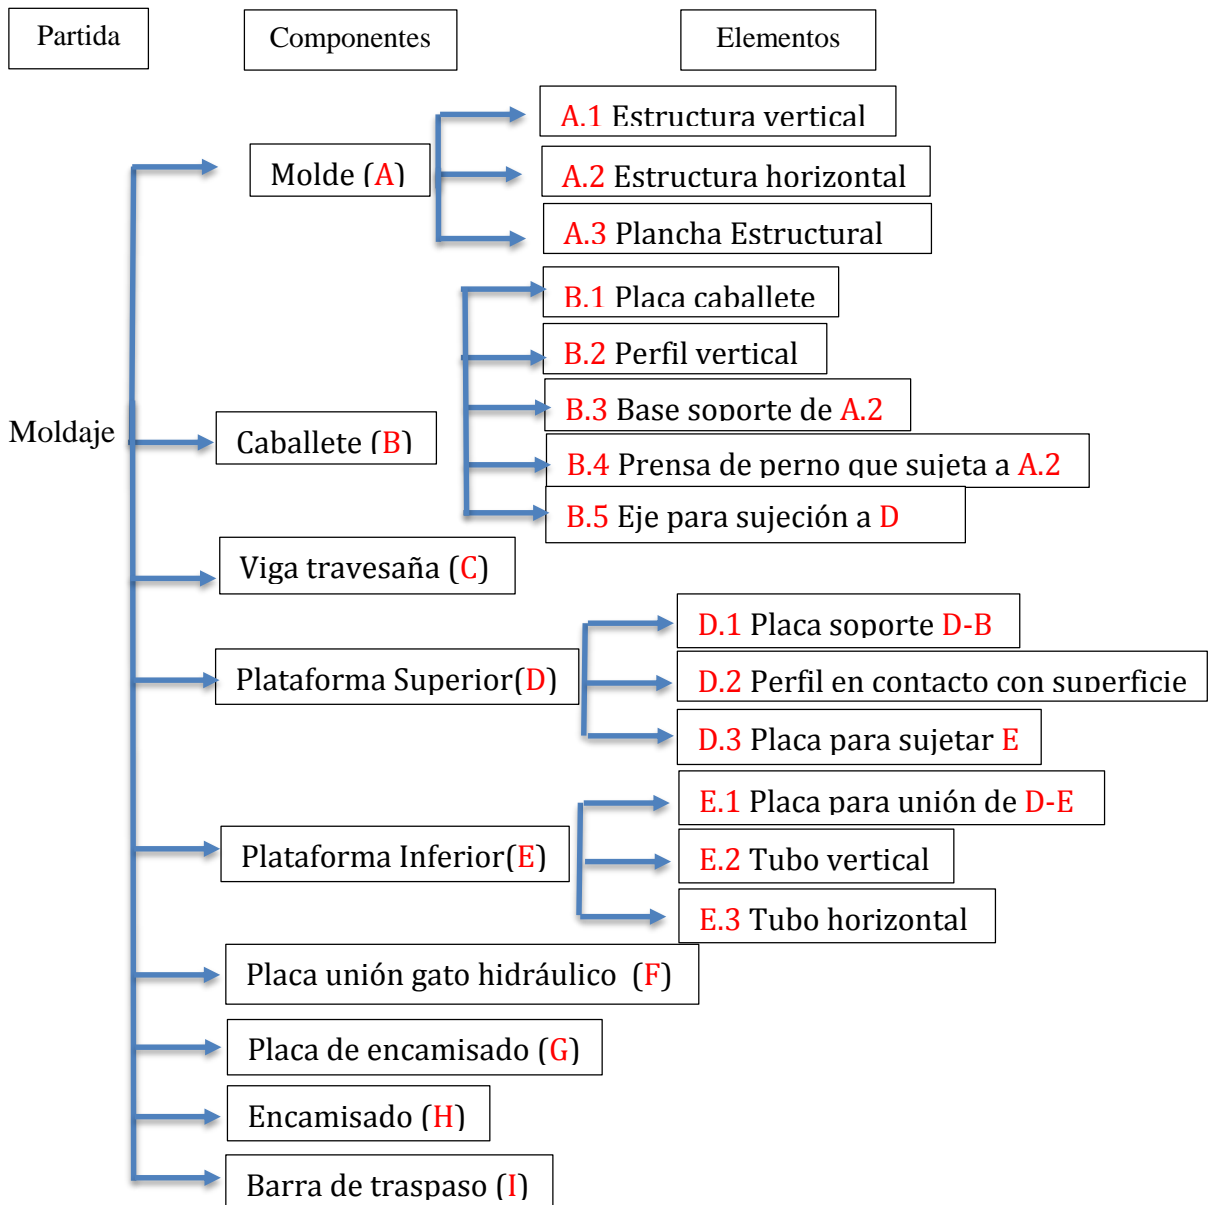 Partida
Componentes
Elementos
Moldaje
Molde (A)
A.1 Estructura vertical
A.2 Estructura horizontal
A.3 Plancha Estructural
Caballete (B)
B.1 Placa caballete
B.2 Perfil vertical
B.3 Base soporte de A.2
B.4 Prensa de perno que sujeta a A.2
B.5 Eje para sujeción a D
Viga travesaña (C)
Plataforma Superior(D)
D.1 Placa soporte D-B
D.2 Perfil en contacto con superficie
D.3 Placa para sujetar E
Plataforma Inferior(E)
E.1 Placa para unión de D-E
E.2 Tubo vertical
E.3 Tubo horizontal
Placa unión gato hidráulico (F)
Placa de encamisado (G)
Encamisado (H)
Barra de traspaso (I)